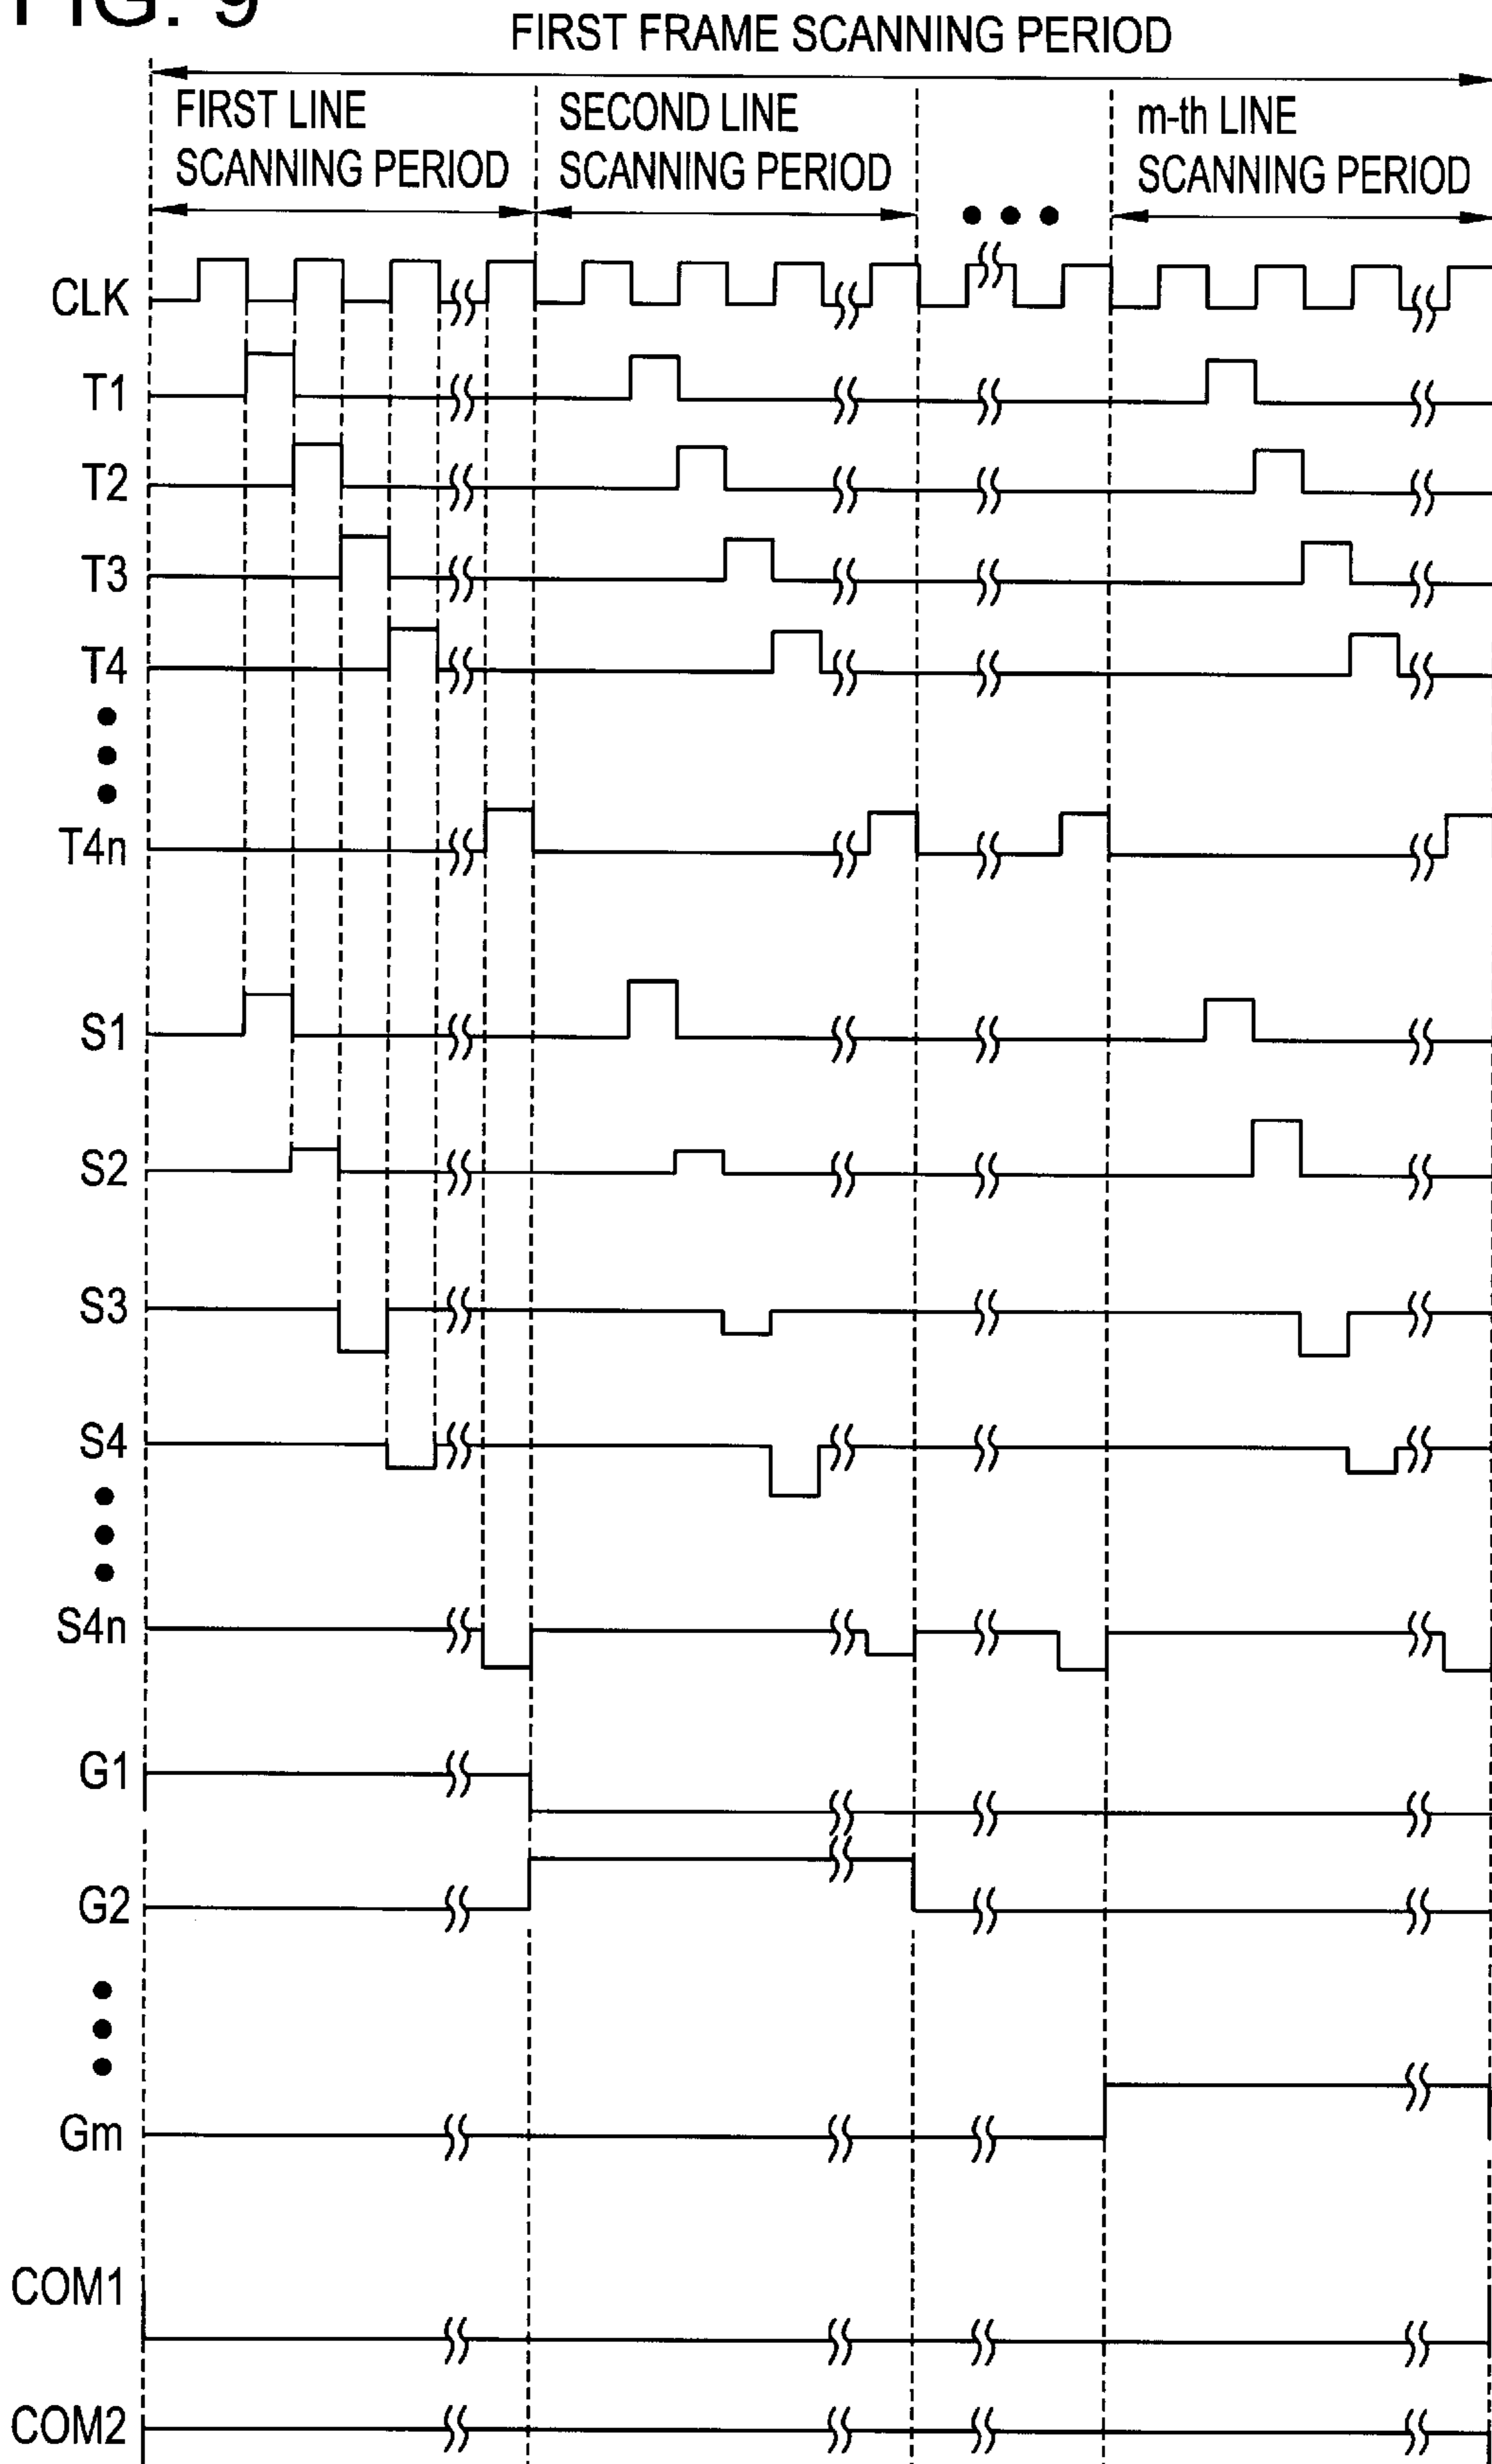 FIG. 9
FIRST FRAME SCANNING PERIOD
FIRST LINE
SCANNING PERIOD
SECOND LINE
SCANNING PERIOD
m-th LINE
SCANNING PERIOD
CLK
T1
T2
T3
T4
T4n
S1
S2
S3
S4
S4n
G1
G2
Gm
COM1
COM2